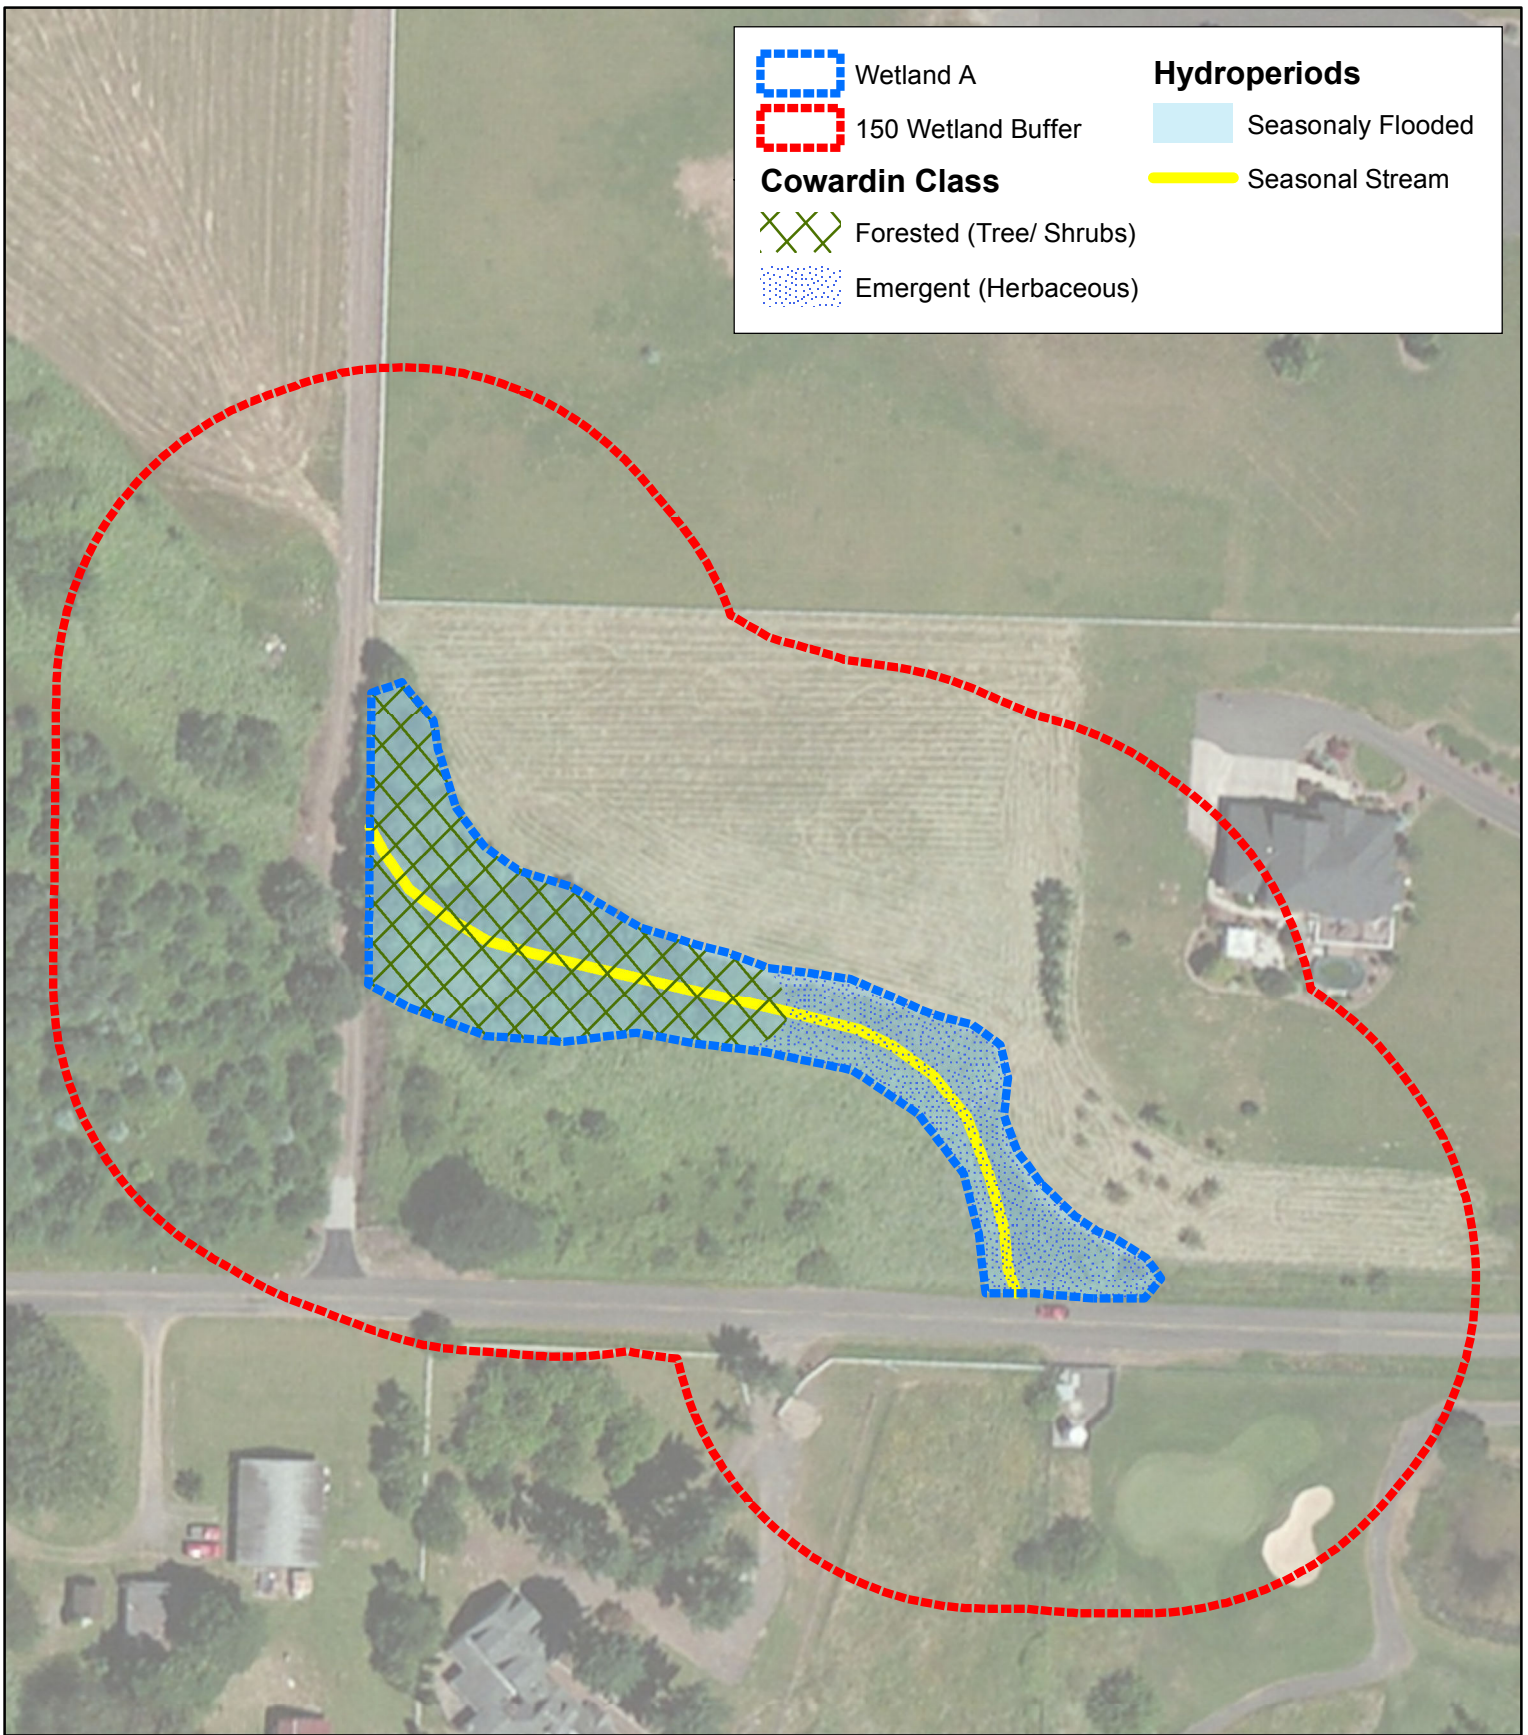 Wetland A
150 Wetland Buffer
Cowardin Class
Forested (Tree/ Shrubs)
Emergent (Herbaceous)
Hydroperiods
Seasonaly Flooded
Seasonal Stream